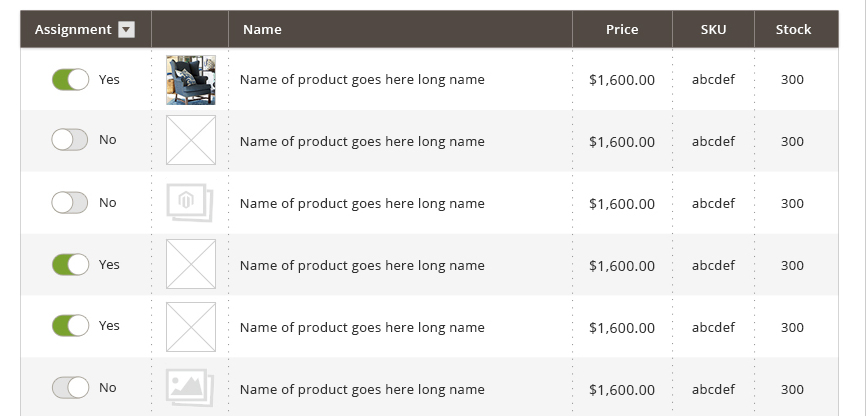 Assignment Name Price SKU Stock
Yes Name of product goes here long name $1,600.00 abcdef 300
No Name of product goes here long name $1,600.00 abcdef 300
No Name of product goes here long name $1,600.00 abcdef 300
Yes Name of product goes here long name $1,600.00 abcdef 300
Yes Name of product goes here long name $1,600.00 abcdef 300
No Name of product goes here long name $1,600.00 abcdef 300